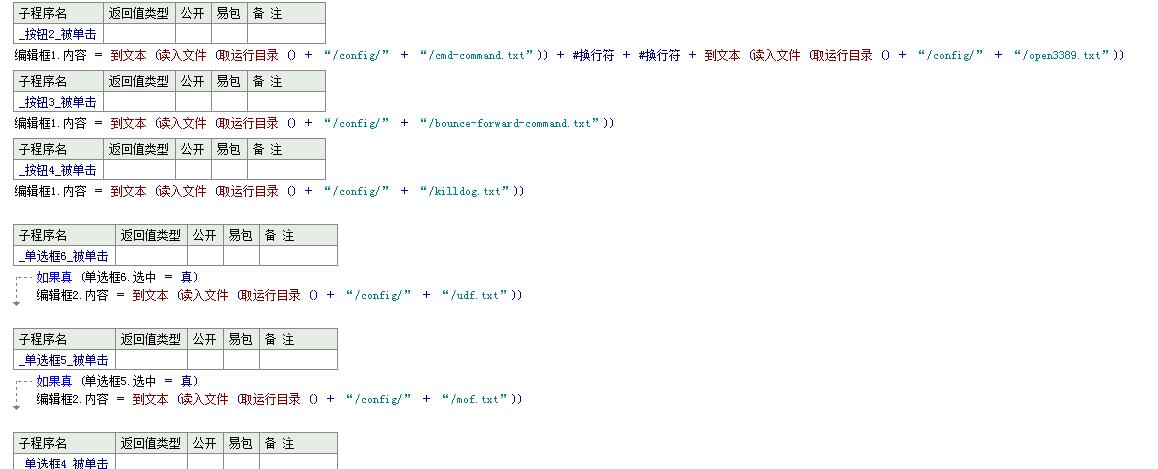 子程序名 返回值类型 公开 易包 备 注
_按钮2_被单击
编辑框1.内容 = 到文本 (读入文件 (取运行目录 () + “/config/” + “/cmd-command.txt”)) + #换行符 + #换行符 + 到文本 (读入文件 (取运行目录 () + “/config/” + “/open3389.txt”))
子程序名 返回值类型 公开 易包 备 注
_按钮3_被单击
编辑框1.内容 = 到文本 (读入文件 (取运行目录 () + “/config/” + “/bounce-forward-command.txt”))
子程序名 返回值类型 公开 易包 备 注
_按钮4_被单击
编辑框1.内容 = 到文本 (读入文件 (取运行目录 () + “/config/” + “/killdog.txt”))
子程序名 返回值类型 公开 易包 备 注
_单选框6_被单击
如果真 (单选框6.选中 = 真)
编辑框2.内容 = 到文本 (读入文件 (取运行目录 () + “/config/” + “/udf.txt”))
子程序名 返回值类型 公开 易包 备 注
_单选框5_被单击
如果真 (单选框5.选中 = 真)
编辑框2.内容 = 到文本 (读入文件 (取运行目录 () + “/config/” + “/mof.txt”))
子程序名 返回值类型 公开 易包 备 注
_单选框4_被单击